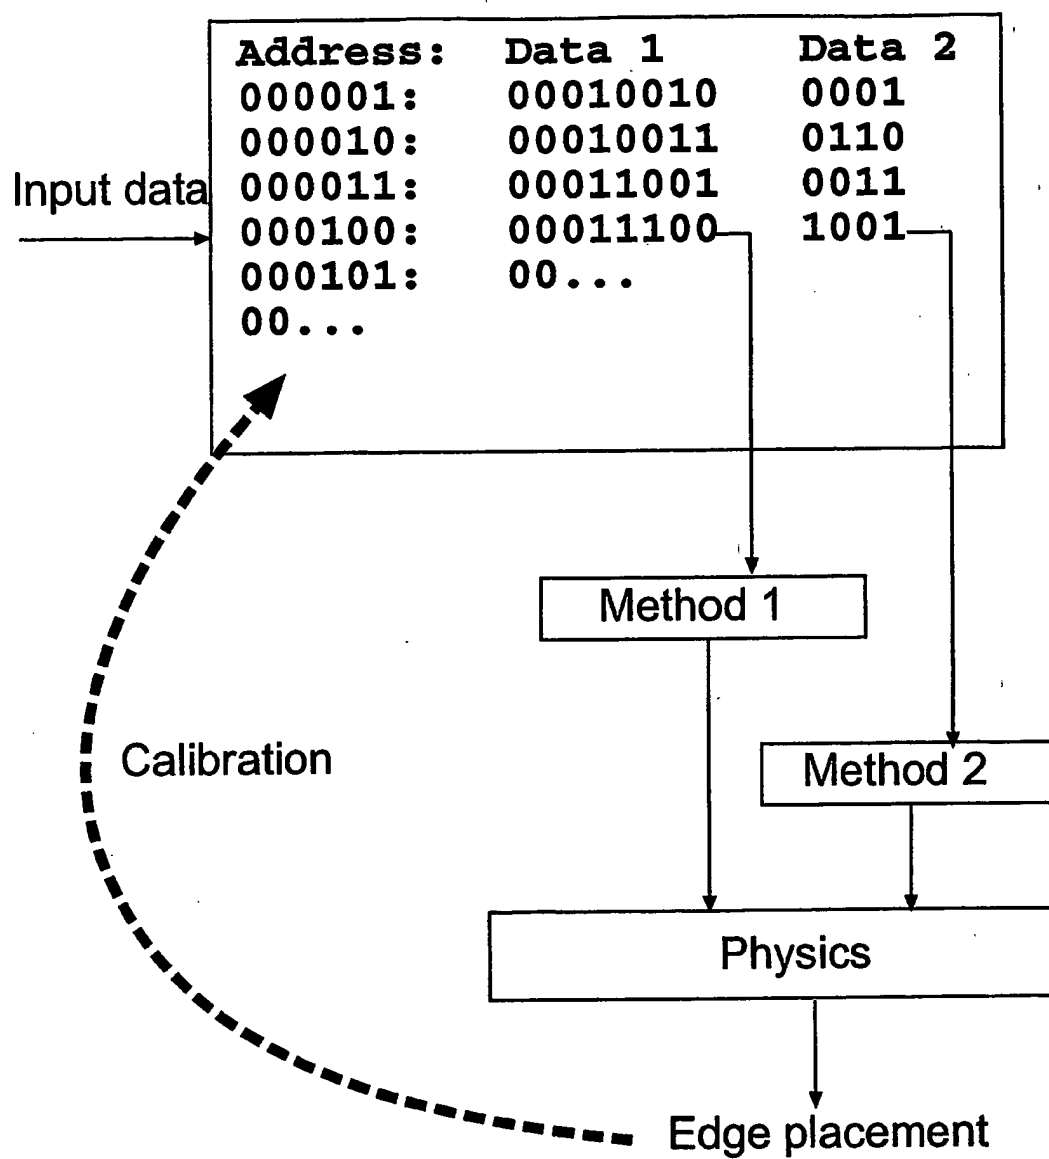 Address: Data 1 Data 2
000001: 00010010 0001
000010: 00010011 0110
Input data
000011: 00011001 0011
000100: 00011100 1001
000101: 00...
00...
Method 1
Calibration
Method 2
Physics
Edge placement